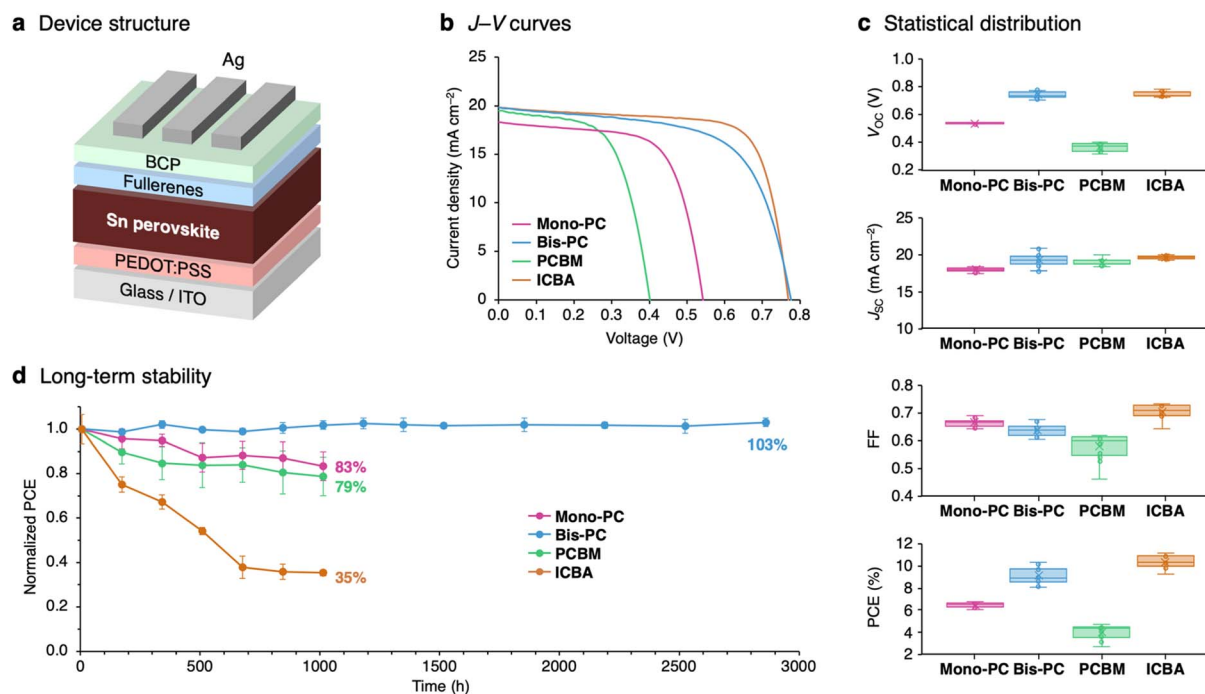 a Device structure
Ag
BCP
Fullerenes
Sn perovskite
PEDOT:PSS
Glass / ITO
b J–V curves
Current density (mA cm⁻²)
25
20
15
10
5
0
Mono-PC
Bis-PC
PCBM
ICBA
0.0 0.1 0.2 0.3 0.4 0.5 0.6 0.7 0.8
Voltage (V)
c Statistical distribution
V_OC (V)
1.0
0.8
0.6
0.4
0.2
Mono-PC Bis-PC PCBM ICBA
J_SC (mA cm⁻²)
25
20
15
10
Mono-PC Bis-PC PCBM ICBA
FF
0.8
0.7
0.6
0.5
0.4
Mono-PC Bis-PC PCBM ICBA
PCE (%)
12
10
8
6
4
2
Mono-PC Bis-PC PCBM ICBA
d Long-term stability
Normalized PCE
1.0
0.8
0.6
0.4
0.2
0.0
103%
83%
79%
35%
Mono-PC
Bis-PC
PCBM
ICBA
0 500 1000 1500 2000 2500 3000
Time (h)